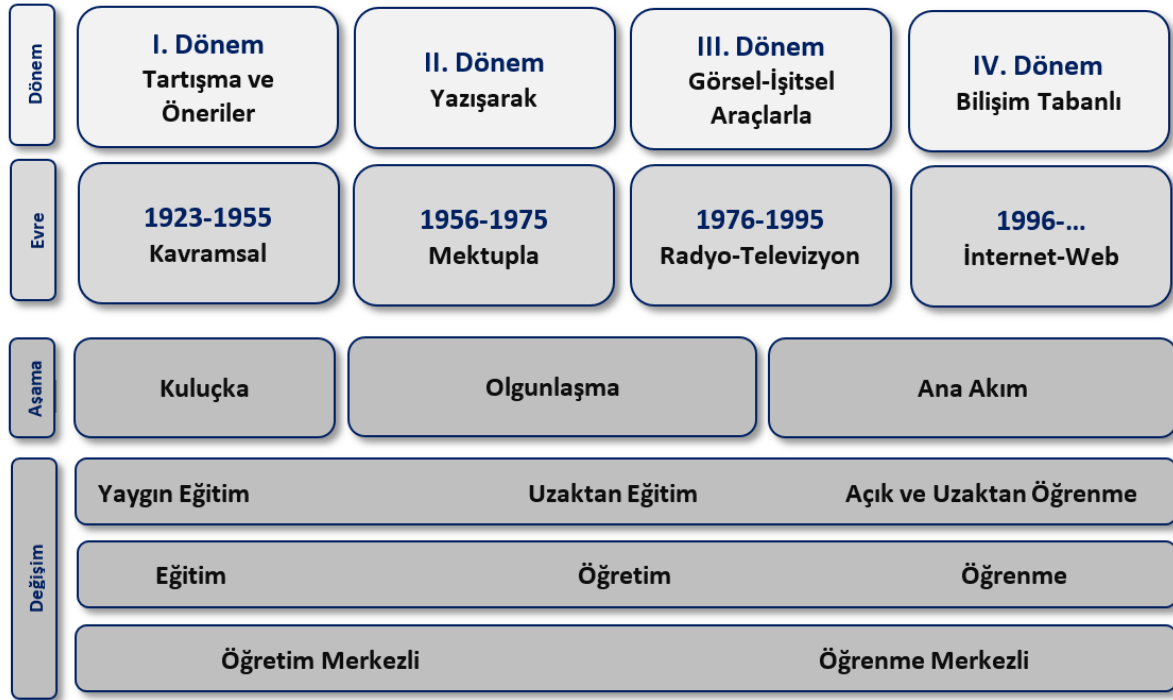 Dönem
I. Dönem
Tartışma ve
Öneriler
II. Dönem
Yazışarak
III. Dönem
Görsel-İşitsel
Araçlarla
IV. Dönem
Bilişim Tabanlı
Evre
1923-1955
Kavramsal
1956-1975
Mektupla
1976-1995
Radyo-Televizyon
1996-...
İnternet-Web
Aşama
Kuluçka
Olgunlaşma
Ana Akım
Değişim
Yaygın Eğitim
Uzaktan Eğitim
Açık ve Uzaktan Öğrenme
Eğitim
Öğretim
Öğrenme
Öğretim Merkezli
Öğrenme Merkezli